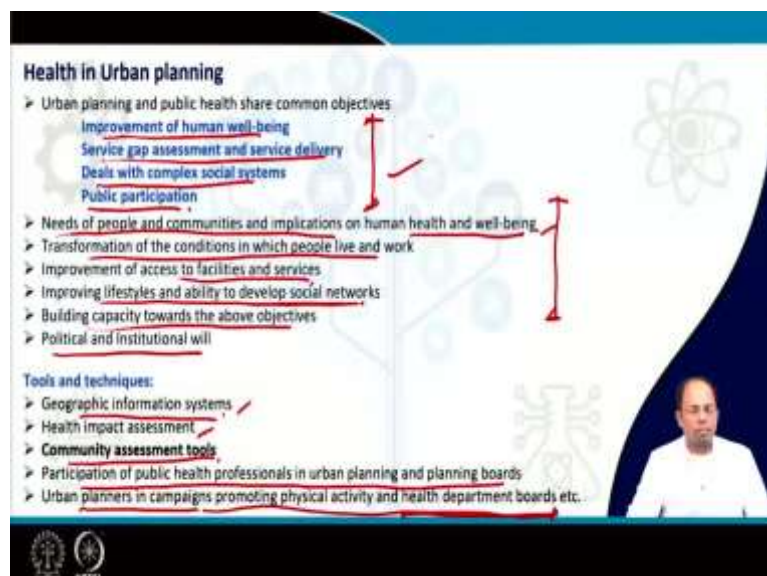 Health in Urban planning
➢ Urban planning and public health share common objectives
Improvement of human well-being
Service gap assessment and service delivery
Deals with complex social systems
Public participation
➢ Needs of people and communities and implications on human health and well-being
➢ Transformation of the conditions in which people live and work
➢ Improvement of access to facilities and services
➢ Improving lifestyles and ability to develop social networks
➢ Building capacity towards the above objectives
➢ Political and institutional will
Tools and techniques:
➢ Geographic information systems
➢ Health impact assessment
➢ Community assessment tools
➢ Participation of public health professionals in urban planning and planning boards
➢ Urban planners in campaigns promoting physical activity and health department boards etc.